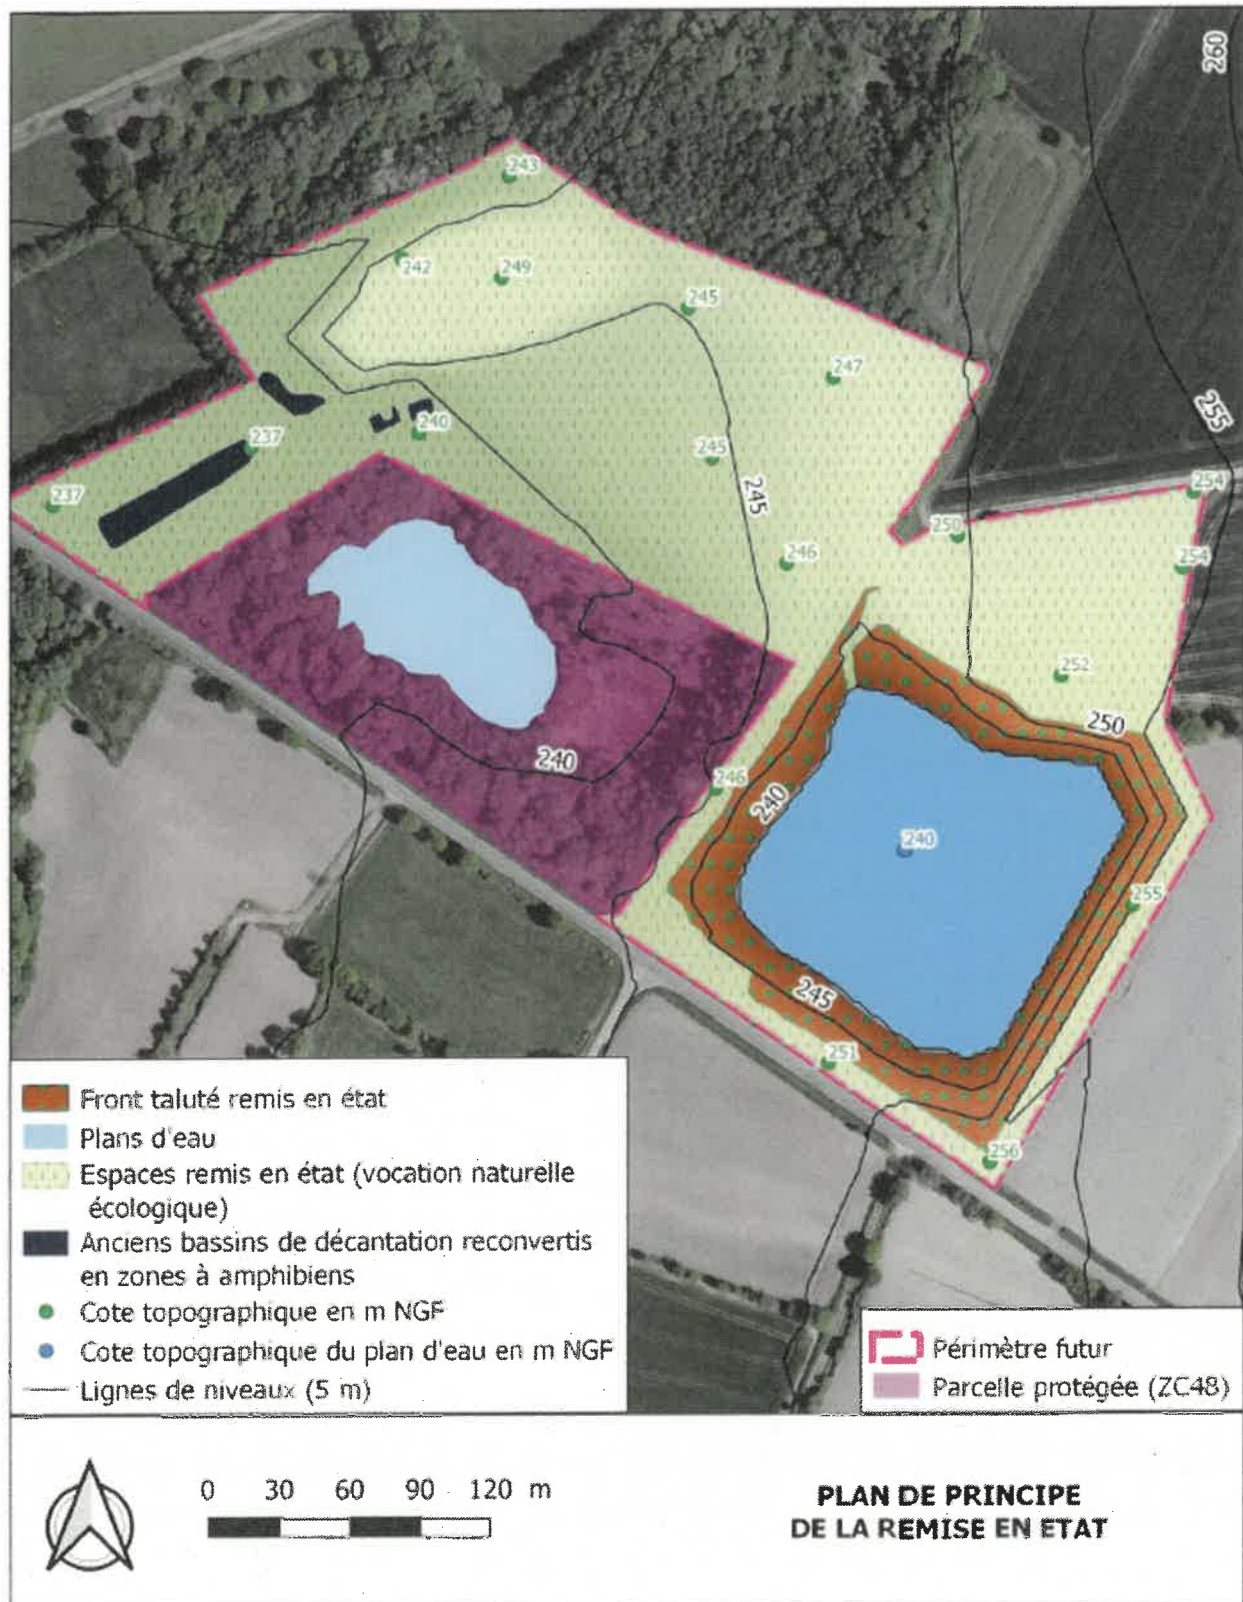 260
243
242
249
245
247
255
240
237
245
245
237
254
250
254
246
252
250
240
246
240
240
255
245
251
256
Front taluté remis en état
Plans d'eau
Espaces remis en état (vocation naturelle
écologique)
Anciens bassins de décantation reconvertis
en zones à amphibiens
Cote topographique en m NGF
Cote topographique du plan d'eau en m NGF
Lignes de niveaux (5 m)
Périmètre futur
Parcelle protégée (ZC48)
0 30 60 90 120 m
PLAN DE PRINCIPE
DE LA REMISE EN ETAT